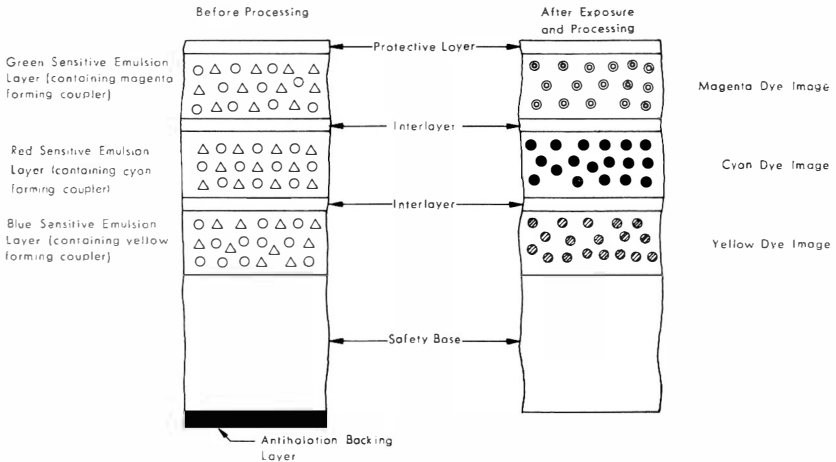 Before Processing
After Exposure
and Processing
Green Sensitive Emulsion
Layer (containing magenta
forming coupler)
Protective Layer
Magenta Dye Image
Interlayer
Red Sensitive Emulsion
Layer (containing cyan
forming coupler)
Cyan Dye Image
Interlayer
Blue Sensitive Emulsion
Layer (containing yellow
forming coupler)
Yellow Dye Image
Safety Base
Antihalation Backing
Layer